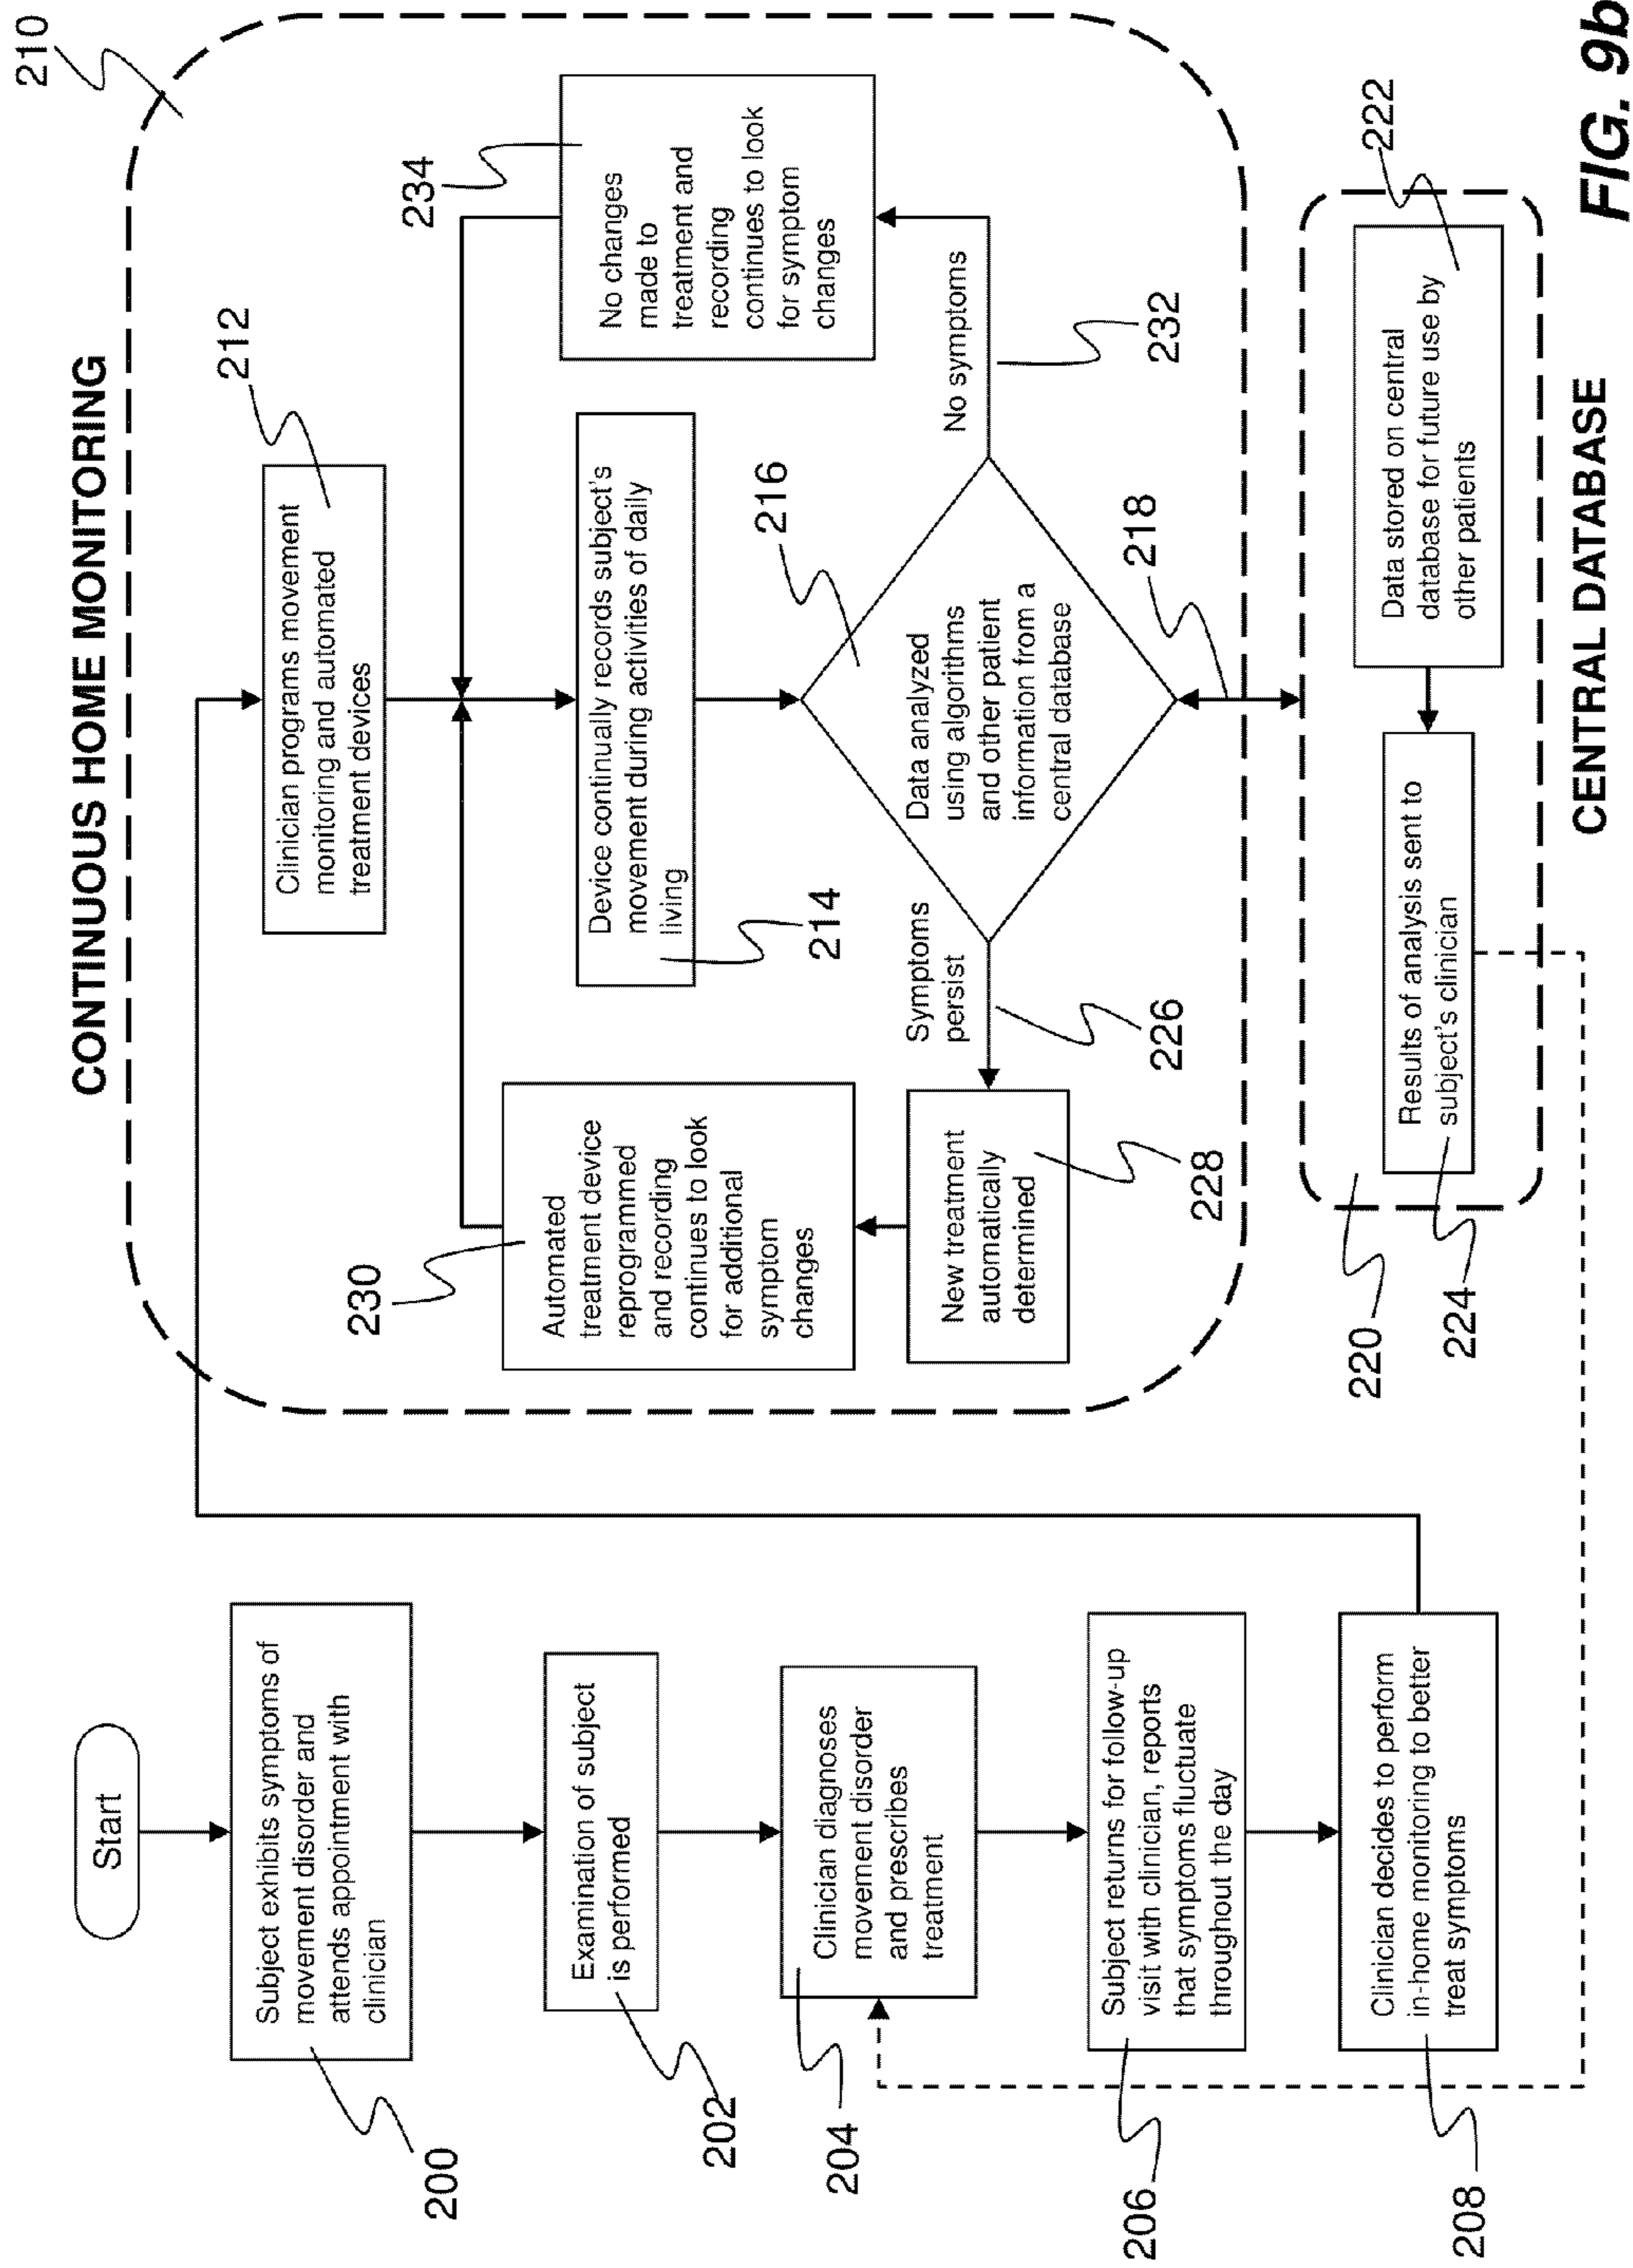 Start
Subject exhibits symptoms of
movement disorder and
attends appointment with
clinician
200
Examination of subject
is performed
202
Clinician diagnoses
movement disorder
and prescribes
treatment
204
Subject returns for follow-up
visit with clinician, reports
that symptoms fluctuate
throughout the day
206
Clinician decides to perform
in-home monitoring to better
treat symptoms
208
CONTINUOUS HOME MONITORING
210
Clinician programs movement
monitoring and automated
treatment devices
212
Device continually records subject's
movement during activities of daily
living
214
Data analyzed
using algorithms
and other patient
information from a
central database
216
218
Symptoms
persist
226
New treatment
automatically
determined
228
Automated
treatment device
reprogrammed
and recording
continues to look
for additional
symptom
changes
230
No symptoms
232
No changes
made to
treatment and
recording
continues to look
for symptom
changes
234
220
Results of analysis sent to
subject's clinician
224
Data stored on central
database for future use by
other patients
222
CENTRAL DATABASE
FIG. 9b